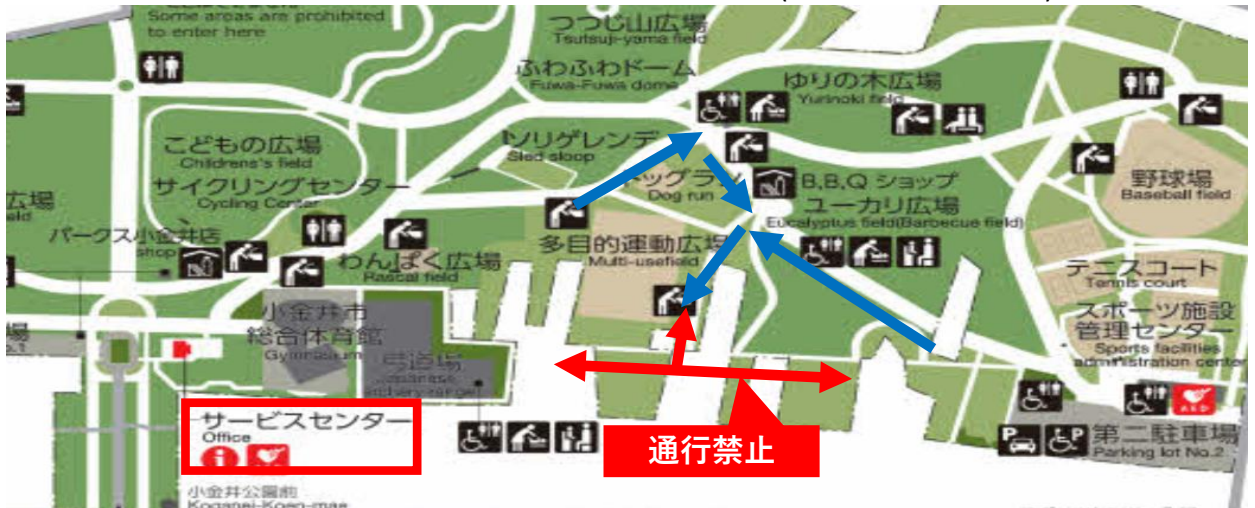 Some areas are prohibited
to enter here
つつじ山広場
Tsutsuji-yama field
ふわふわドーム
Fuwa-Fuwa dome
ゆりの木広場
Yurinoki field
こどもの広場
Childrens's field
ソリゲレンデ
Sled sloop
サイクリングセンター
Cycling Center
ドッグラン
Dog run
B,B,Q ショップ
ユーカリ広場
Eucalyptus field(Barbecue field)
野球場
Baseball field
広場
パークス小金井店
shop
わんぱく広場
Rascal field
多目的運動広場
Multi-usefield
テニスコート
Tennis court
小金井市
総合体育館
Gymnasium
弓道場
スポーツ施設
管理センター
Sports facilities
administration center
場
サービスセンター
Office
通行禁止
AED
P
P
第二駐車場
Parking lot No.2
小金井公園前
Koganei-Koen-mae